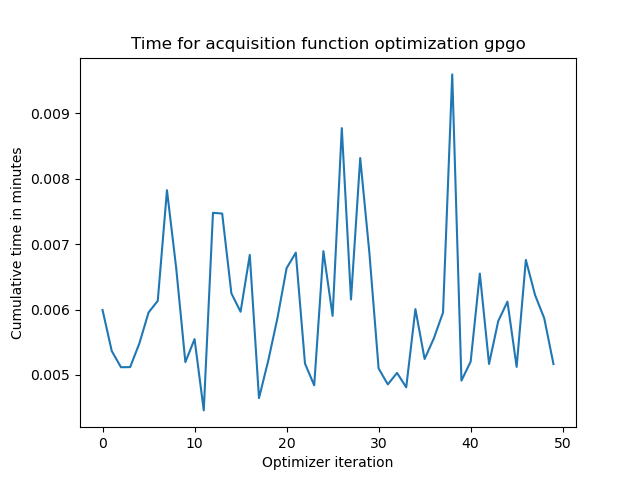 Time for acquisition function optimization gpgo
Cumulative time in minutes
0.009
0.008
0.007
0.006
0.005
0 10 20 30 40 50
Optimizer iteration